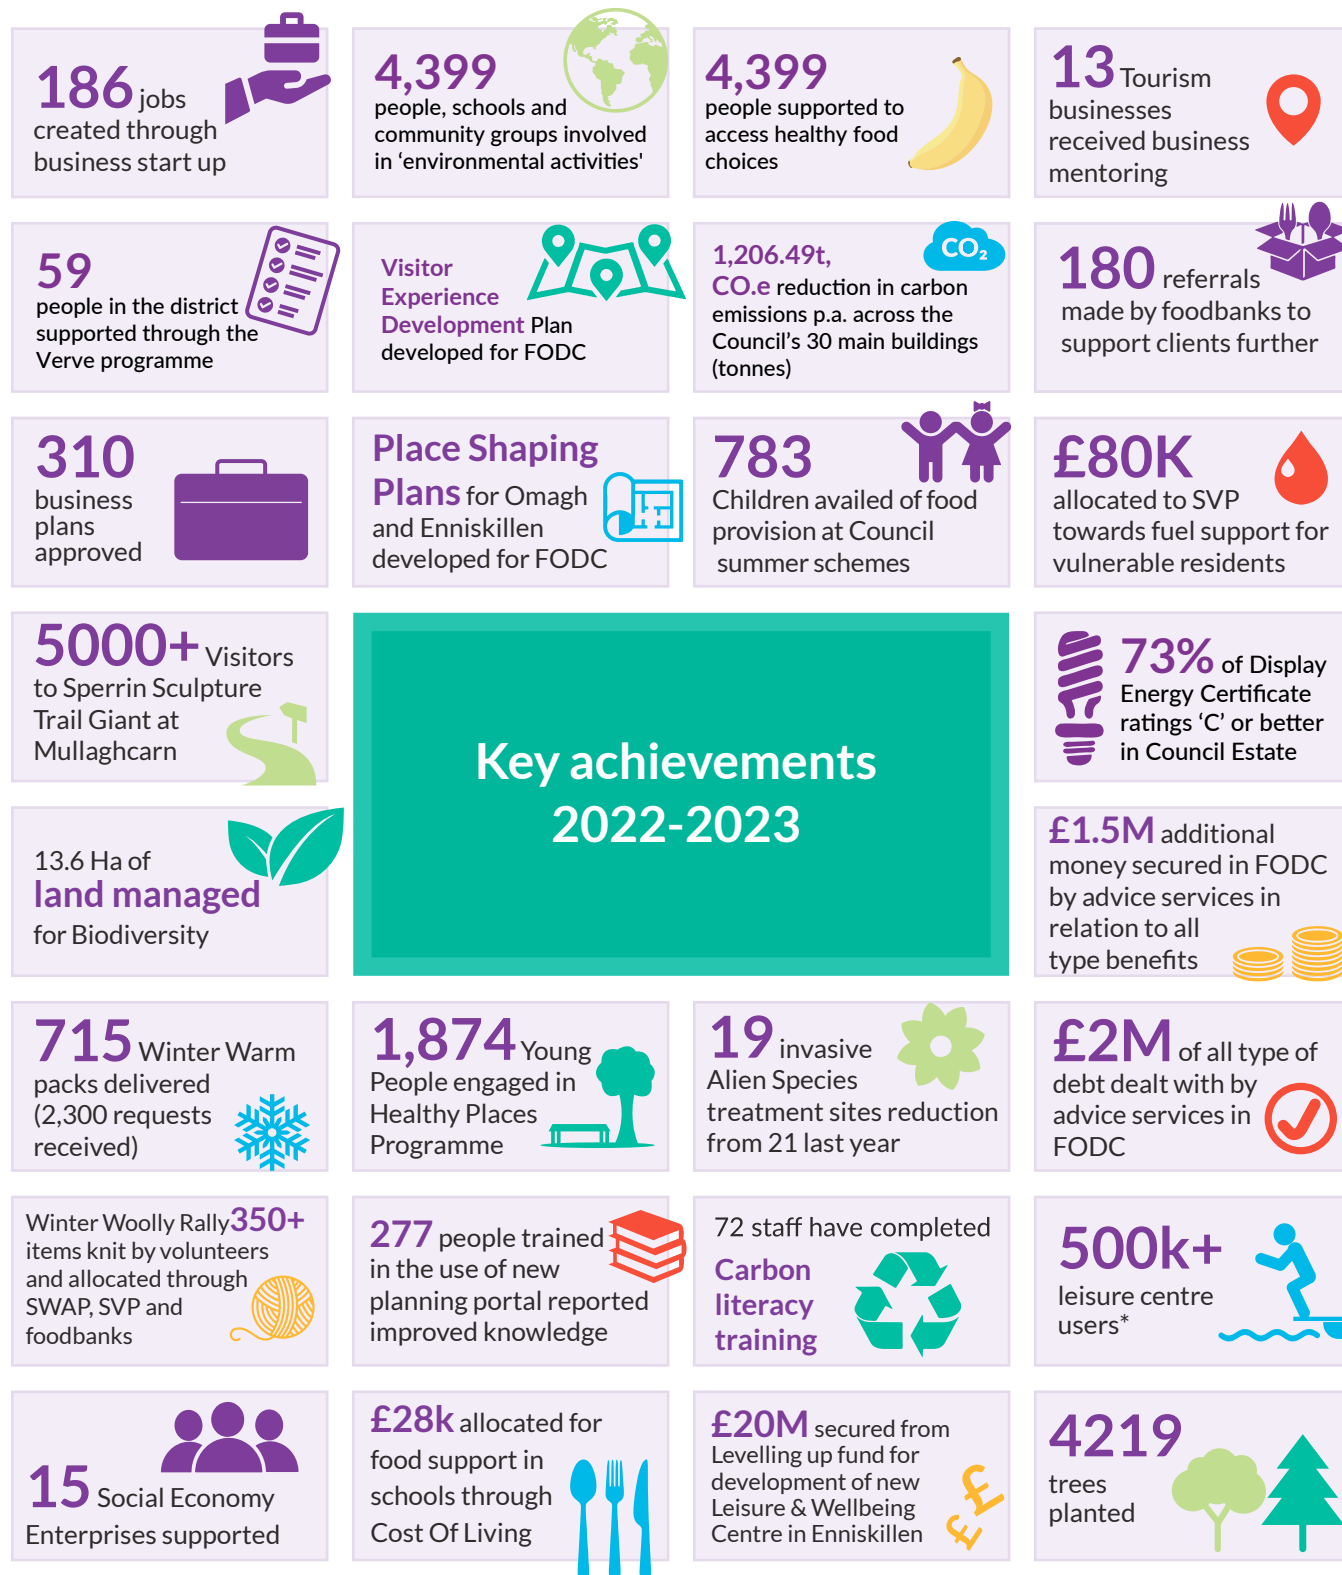 186 jobs
created through
business start up
4,399
people, schools and
community groups involved
in ‘environmental activities'
4,399
people supported to
access healthy food
choices
13 Tourism
businesses
received business
mentoring
59
people in the district
supported through the
Verve programme
Visitor
Experience
Development Plan
developed for FODC
CO₂
1,206.49t,
CO.e reduction in carbon
emissions p.a. across the
Council’s 30 main buildings
(tonnes)
180 referrals
made by foodbanks to
support clients further
310
business
plans
approved
Place Shaping
Plans for Omagh
and Enniskillen
developed for FODC
783
Children availed of food
provision at Council
summer schemes
£80K
allocated to SVP
towards fuel support for
vulnerable residents
5000+ Visitors
to Sperrin Sculpture
Trail Giant at
Mullaghcarn
Key achievements
2022-2023
73% of Display
Energy Certificate
ratings ‘C’ or better
in Council Estate
13.6 Ha of
land managed
for Biodiversity
£1.5M additional
money secured in FODC
by advice services in
relation to all
type benefits
715 Winter Warm
packs delivered
(2,300 requests
received)
1,874 Young
People engaged in
Healthy Places
Programme
19 invasive
Alien Species
treatment sites reduction
from 21 last year
£2M of all type of
debt dealt with by
advice services in
FODC
Winter Woolly Rally 350+
items knit by volunteers
and allocated through
SWAP, SVP and
foodbanks
277 people trained
in the use of new
planning portal reported
improved knowledge
72 staff have completed
Carbon
literacy
training
500k+
leisure centre
users*
15 Social Economy
Enterprises supported
£28k allocated for
food support in
schools through
Cost Of Living
£20M secured from
Levelling up fund for
development of new
Leisure & Wellbeing
Centre in Enniskillen
££
4219
trees
planted